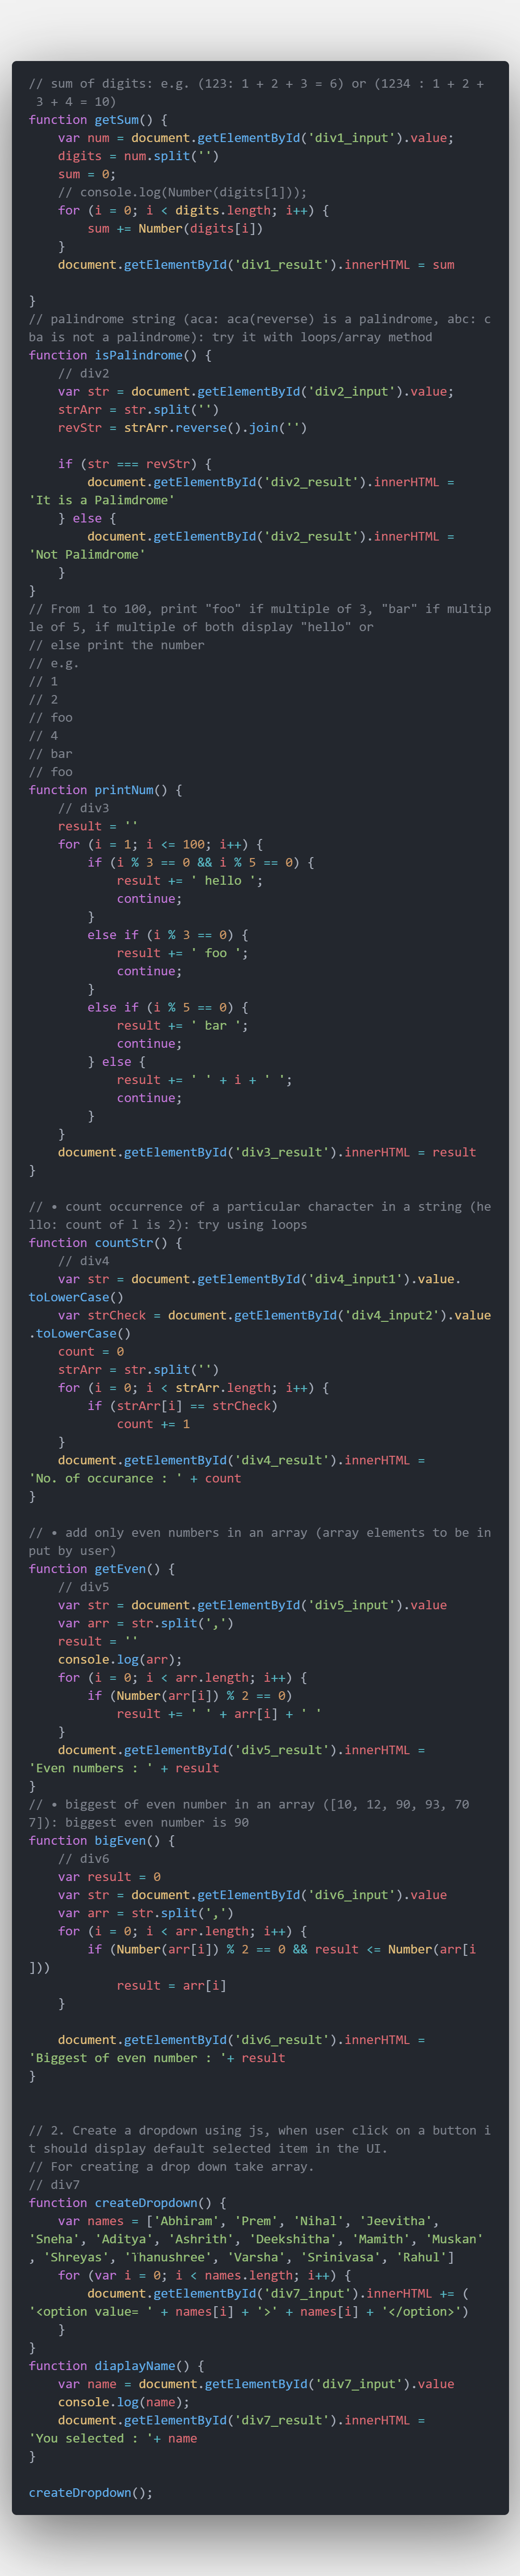 // sum of digits: e.g. (123: 1 + 2 + 3 = 6) or (1234 : 1 + 2 +
 3 + 4 = 10)
function getSum() {
    var num = document.getElementById('div1_input').value;
    digits = num.split('')
    sum = 0;
    // console.log(Number(digits[1]));
    for (i = 0; i < digits.length; i++) {
        sum += Number(digits[i])
    }
    document.getElementById('div1_result').innerHTML = sum

}
// palindrome string (aca: aca(reverse) is a palindrome, abc: c
ba is not a palindrome): try it with loops/array method
function isPalindrome() {
    // div2
    var str = document.getElementById('div2_input').value;
    strArr = str.split('')
    revStr = strArr.reverse().join('')

    if (str === revStr) {
        document.getElementById('div2_result').innerHTML =
'It is a Palimdrome'
    } else {
        document.getElementById('div2_result').innerHTML =
'Not Palimdrome'
    }
}
// From 1 to 100, print "foo" if multiple of 3, "bar" if multip
le of 5, if multiple of both display "hello" or
// else print the number
// e.g.
// 1
// 2
// foo
// 4
// bar
// foo
function printNum() {
    // div3
    result = ''
    for (i = 1; i <= 100; i++) {
        if (i % 3 == 0 && i % 5 == 0) {
            result += ' hello ';
            continue;
        }
        else if (i % 3 == 0) {
            result += ' foo ';
            continue;
        }
        else if (i % 5 == 0) {
            result += ' bar ';
            continue;
        } else {
            result += ' ' + i + ' ';
            continue;
        }
    }
    document.getElementById('div3_result').innerHTML = result
}

// • count occurrence of a particular character in a string (he
llo: count of l is 2): try using loops
function countStr() {
    // div4
    var str = document.getElementById('div4_input1').value.
toLowerCase()
    var strCheck = document.getElementById('div4_input2').value
.toLowerCase()
    count = 0
    strArr = str.split('')
    for (i = 0; i < strArr.length; i++) {
        if (strArr[i] == strCheck)
            count += 1
    }
    document.getElementById('div4_result').innerHTML =
'No. of occurance : ' + count
}

// • add only even numbers in an array (array elements to be in
put by user)
function getEven() {
    // div5
    var str = document.getElementById('div5_input').value
    var arr = str.split(',')
    result = ''
    console.log(arr);
    for (i = 0; i < arr.length; i++) {
        if (Number(arr[i]) % 2 == 0)
            result += ' ' + arr[i] + ' '
    }
    document.getElementById('div5_result').innerHTML =
'Even numbers : ' + result
}
// • biggest of even number in an array ([10, 12, 90, 93, 70
7]): biggest even number is 90
function bigEven() {
    // div6
    var result = 0
    var str = document.getElementById('div6_input').value
    var arr = str.split(',')
    for (i = 0; i < arr.length; i++) {
        if (Number(arr[i]) % 2 == 0 && result <= Number(arr[i
]))
            result = arr[i]
    }

    document.getElementById('div6_result').innerHTML =
'Biggest of even number : '+ result
}


// 2. Create a dropdown using js, when user click on a button i
t should display default selected item in the UI.
// For creating a drop down take array.
// div7
function createDropdown() {
    var names = ['Abhiram', 'Prem', 'Nihal', 'Jeevitha',
'Sneha', 'Aditya', 'Ashrith', 'Deekshitha', 'Mamith', 'Muskan'
, 'Shreyas', 'Thanushree', 'Varsha', 'Srinivasa', 'Rahul']
    for (var i = 0; i < names.length; i++) {
        document.getElementById('div7_input').innerHTML += (
'<option value= ' + names[i] + '>' + names[i] + '</option>')
    }
}
function diaplayName() {
    var name = document.getElementById('div7_input').value
    console.log(name);
    document.getElementById('div7_result').innerHTML =
'You selected : '+ name
}

createDropdown();